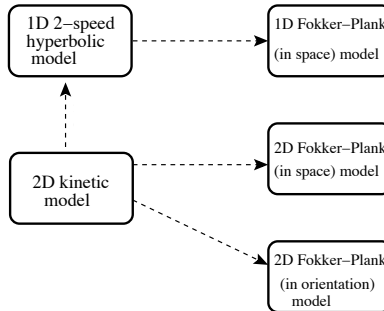 1D 2−speed
hyperbolic
model
1D Fokker−Plank
(in space) model
2D kinetic
model
2D Fokker−Plank
(in space) model
2D Fokker−Plank
(in orientation)
model